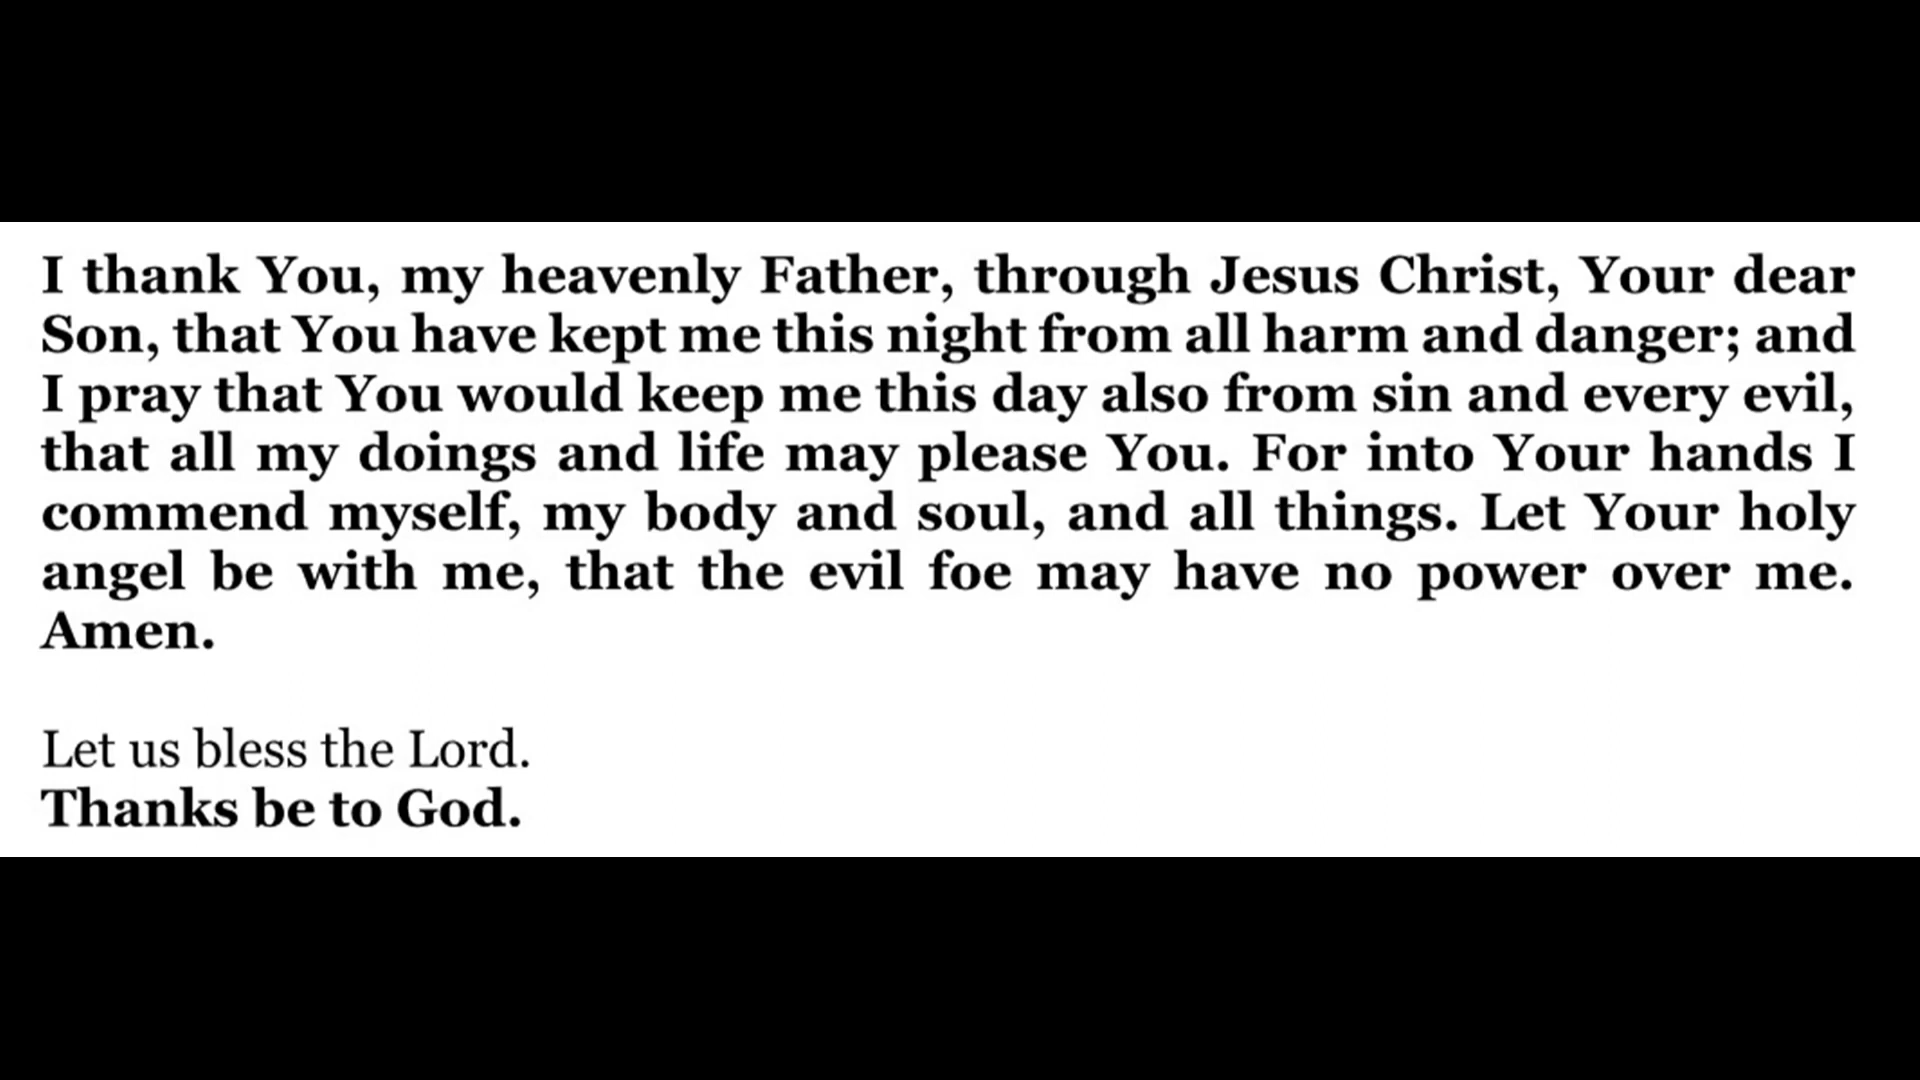 I thank You, my heavenly Father, through Jesus Christ, Your dear
Son, that You have kept me this night from all harm and danger; and
I pray that You would keep me this day also from sin and every evil,
that all my doings and life may please You. For into Your hands I
commend myself, my body and soul, and all things. Let Your holy
angel be with me, that the evil foe may have no power over me.
Amen.
Let us bless the Lord.
Thanks be to God.